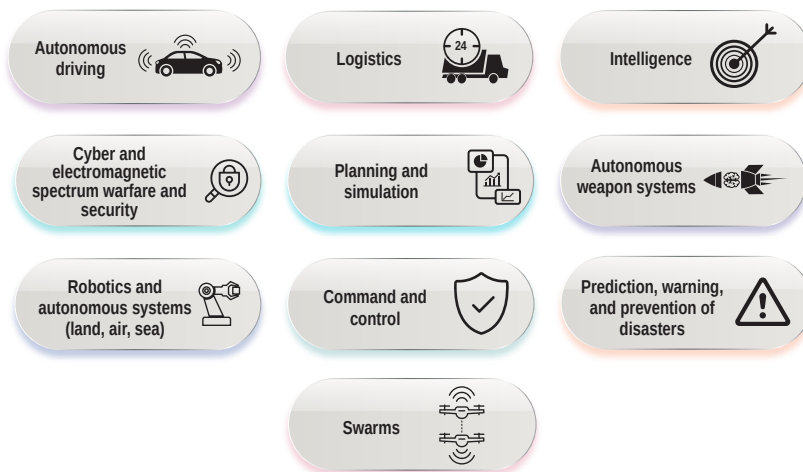 Autonomous
driving
24
Logistics
Intelligence
Cyber and
electromagnetic
spectrum warfare and
security
Planning and
simulation
Autonomous
weapon systems
Robotics and
autonomous systems
(land, air, sea)
Command and
control
Prediction, warning,
and prevention of
disasters
Swarms